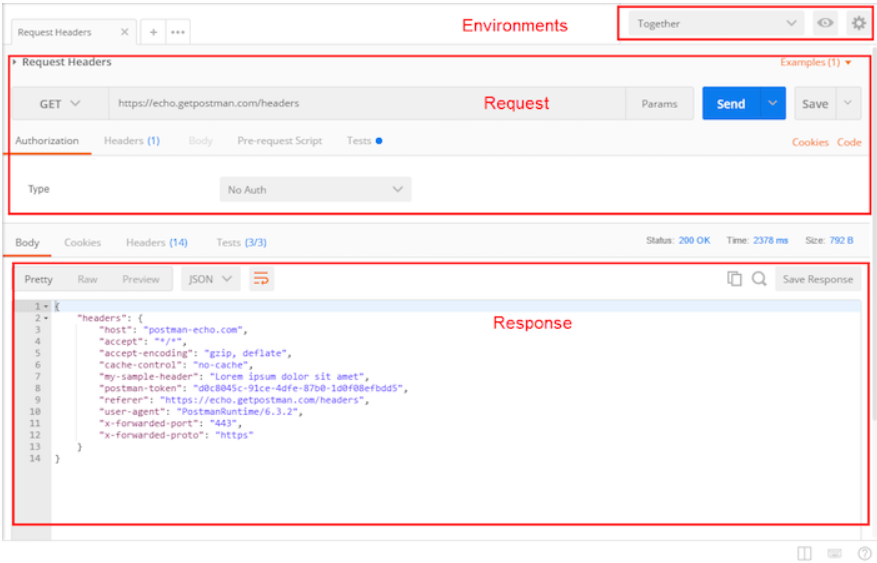 Request Headers
Environments
Together
Request Headers
Examples (1)
GET
https://echo.getpostman.com/headers
Request
Params
Send
Save
Authorization
Headers (1)
Body
Pre-request Script
Tests
Cookies Code
Type
No Auth
Body
Cookies
Headers (14)
Tests (3/3)
Status: 200 OK
Time: 2378 ms
Size: 792 B
Pretty
Raw
Preview
JSON
Save Response
Response
1 {
2 "headers": {
3 "host": "postman-echo.com",
4 "accept": "*/*",
5 "accept-encoding": "gzip, deflate",
6 "cache-control": "no-cache",
7 "my-sample-header": "Lorem ipsum dolor sit amet",
8 "postman-token": "d0c8045c-91ce-4dfe-87b0-1d0f08efbdd5",
9 "referer": "https://echo.getpostman.com/headers",
10 "user-agent": "PostmanRuntime/6.3.2",
11 "x-forwarded-port": "443",
12 "x-forwarded-proto": "https"
13 }
14 }